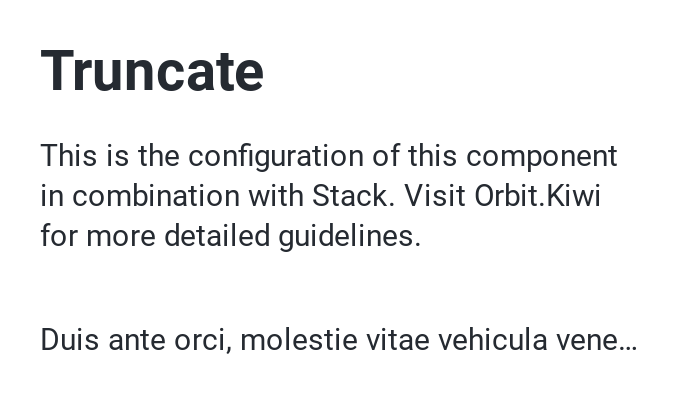 Truncate
This is the configuration of this component
in combination with Stack. Visit Orbit.Kiwi
for more detailed guidelines.
Duis ante orci, molestie vitae vehicula vene…